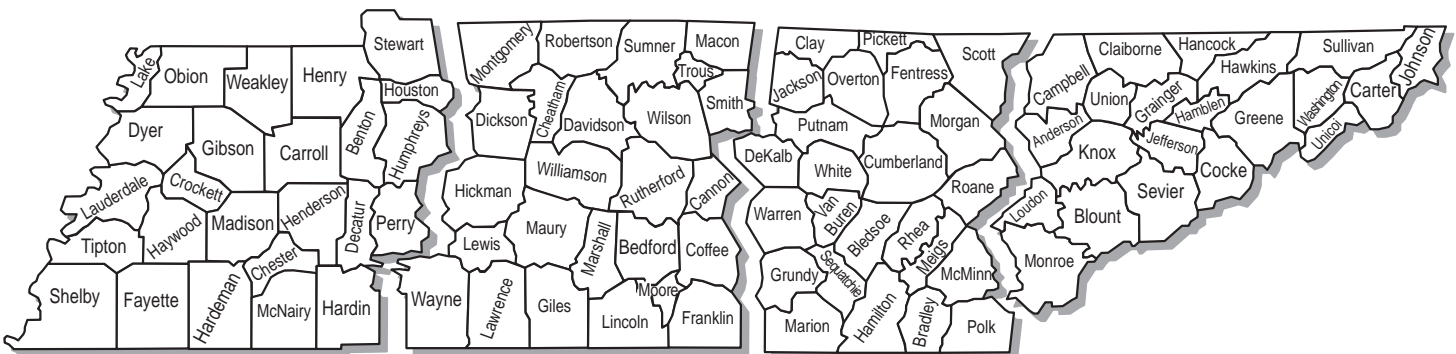 Stewart
Lake
Obion
Weakley
Henry
Houston
Dyer
Gibson
Carroll
Benton
Humphreys
Lauderdale
Crockett
Haywood
Madison
Henderson
Decatur
Perry
Tipton
Chester
Shelby
Fayette
Hardeman
McNairy
Hardin
Montgomery
Robertson
Sumner
Macon
Trous
Smith
Dickson
Cheatham
Davidson
Wilson
Hickman
Williamson
Rutherford
Cannon
Lewis
Maury
Marshall
Bedford
Coffee
Moore
Wayne
Lawrence
Giles
Lincoln
Franklin
Clay
Pickett
Scott
Jackson
Overton
Fentress
Putnam
Morgan
DeKalb
White
Cumberland
Roane
Warren
Van
Buren
Bledsoe
Rhea
Meigs
McMinn
Grundy
Sequatchie
Marion
Hamilton
Bradley
Polk
Campbell
Claiborne
Hancock
Sullivan
Johnson
Hawkins
Union
Grainger
Hamblen
Greene
Washington
Carter
Unicoi
Anderson
Knox
Jefferson
Cocke
Sevier
Loudon
Blount
Monroe